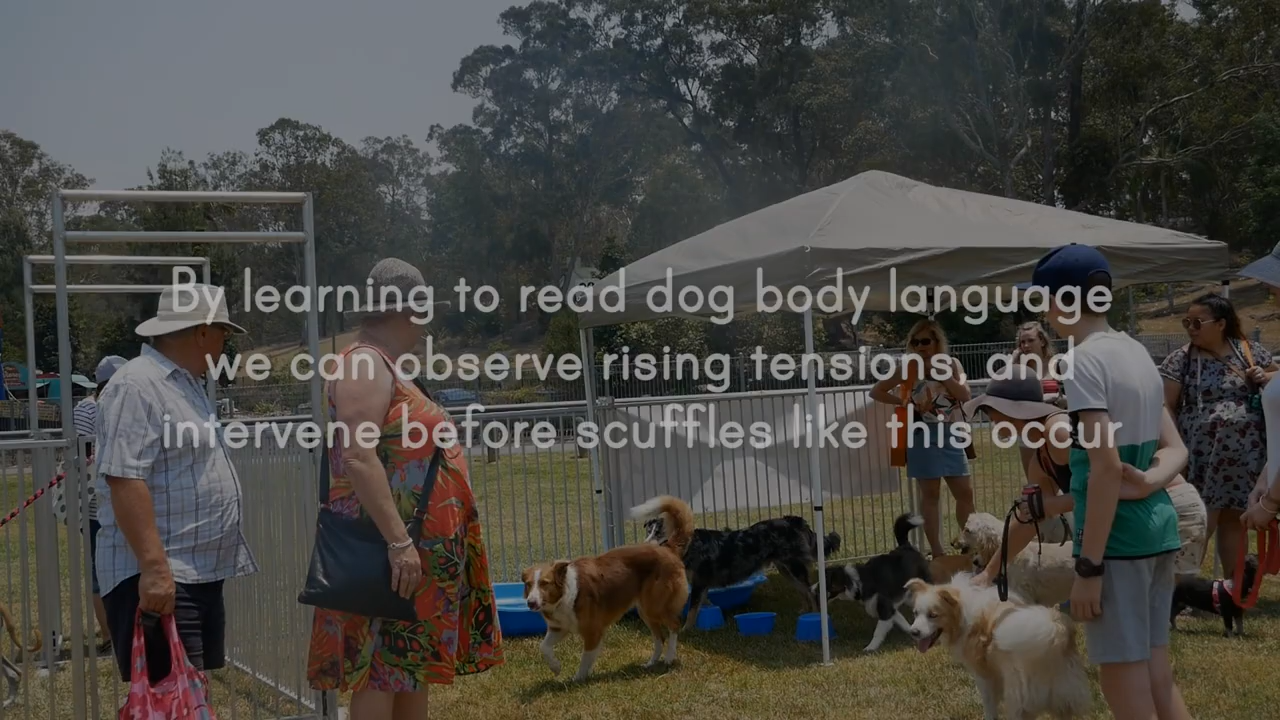 By learning to read dog body language
we can observe rising tensions and
intervene before scuffles like this occur